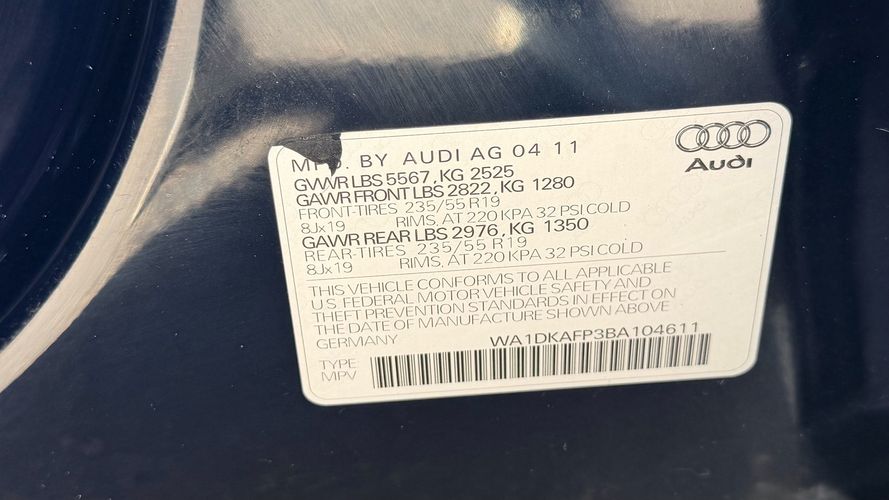 MFG. BY AUDI AG 04 11
Audi
GVWR LBS 5567, KG 2525
GAWR FRONT LBS 2822, KG 1280
FRONT-TIRES 235/55 R19
8Jx19 RIMS, AT 220 KPA 32 PSI COLD
GAWR REAR LBS 2976, KG 1350
REAR-TIRES 235/55 R19
8Jx19 RIMS, AT 220 KPA 32 PSI COLD
THIS VEHICLE CONFORMS TO ALL APPLICABLE
U.S. FEDERAL MOTOR VEHICLE SAFETY AND
THEFT PREVENTION STANDARDS IN EFFECT ON
THE DATE OF MANUFACTURE SHOWN ABOVE
GERMANY WA1DKAFP3BA104611
TYPE:
MPV